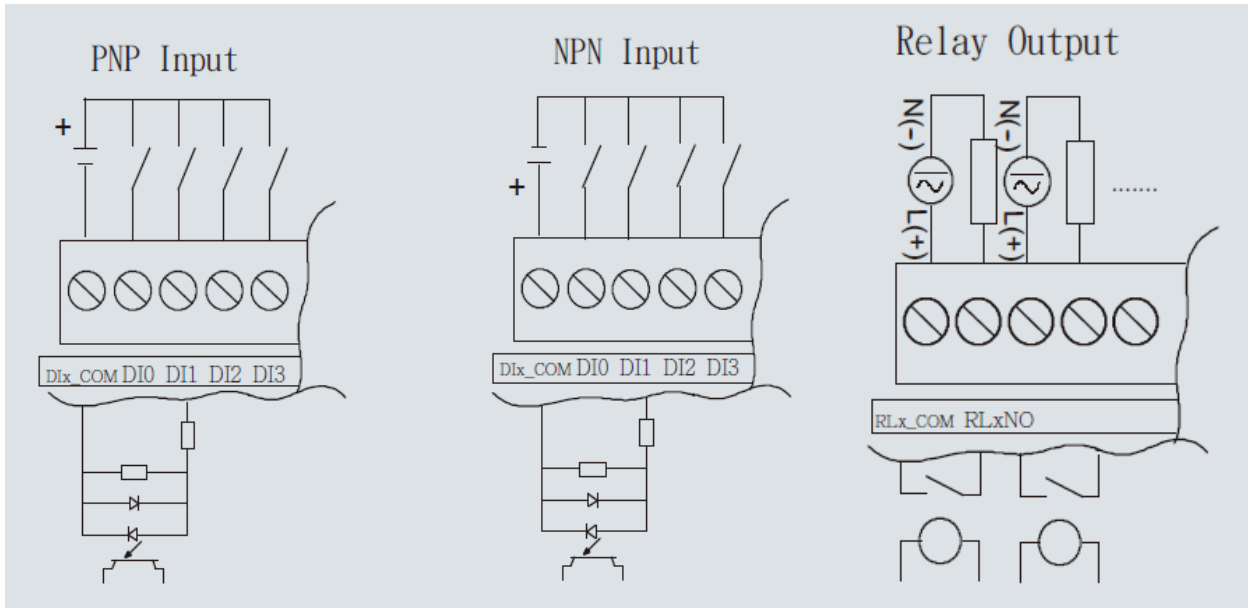 PNP Input
+
DIx_COM DI0 DI1 DI2 DI3
NPN Input
+
DIx_COM DI0 DI1 DI2 DI3
Relay Output
N(-) N(-)
L(+) L(+)
.......
RLx_COM RLxNO